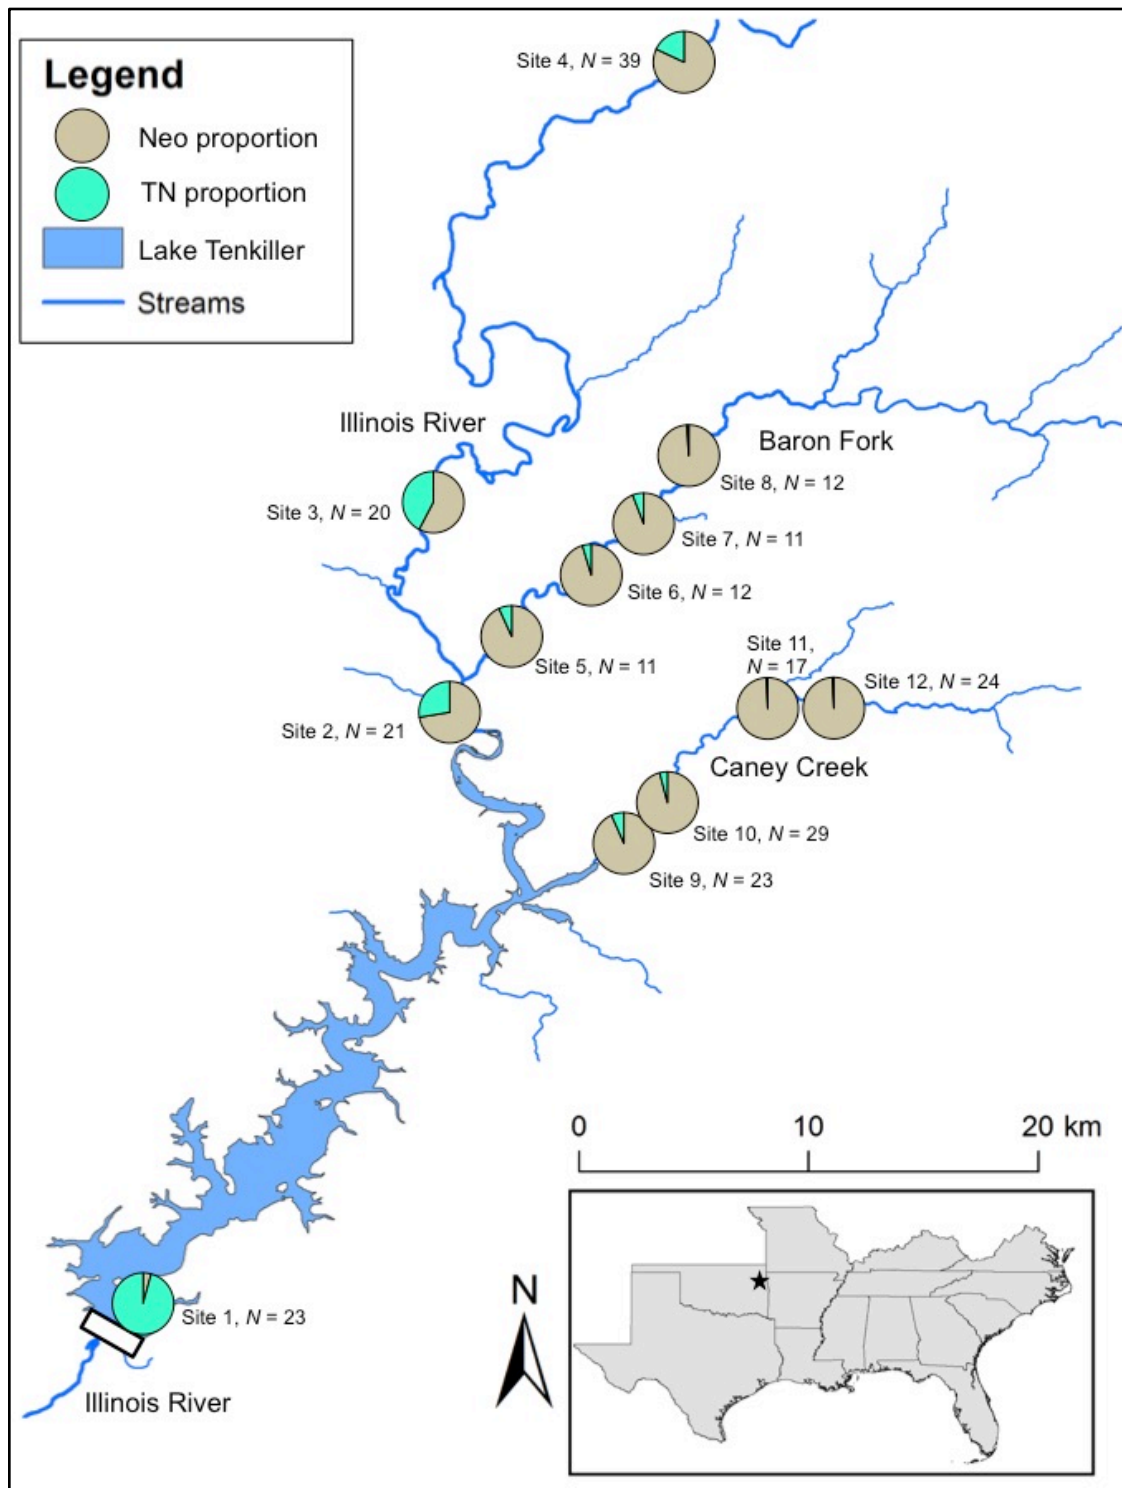 Legend
Neo proportion
TN proportion
Lake Tenkiller
Streams
Site 4, N = 39
Illinois River
Baron Fork
Site 8, N = 12
Site 3, N = 20
Site 7, N = 11
Site 6, N = 12
Site 5, N = 11
Site 11,
N = 17
Site 12, N = 24
Site 2, N = 21
Caney Creek
Site 10, N = 29
Site 9, N = 23
0 10 20 km
N
Site 1, N = 23
Illinois River